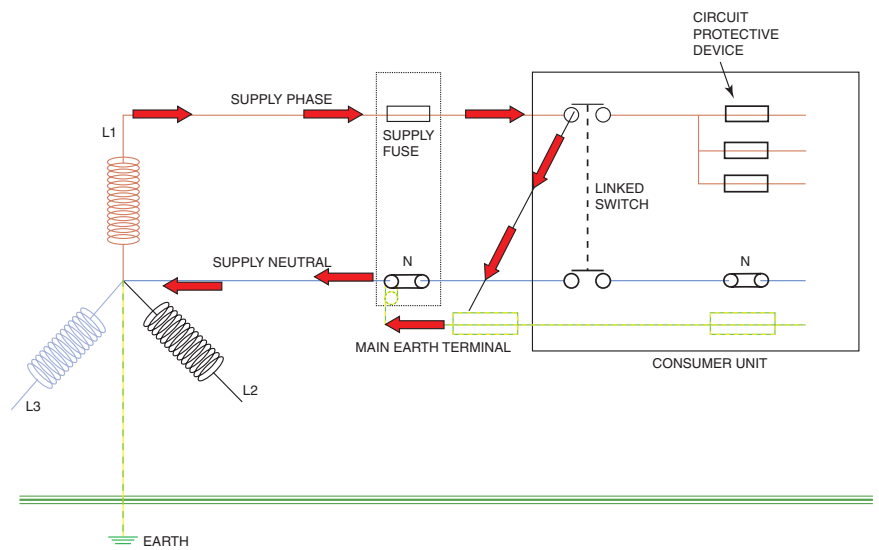 CIRCUIT
PROTECTIVE
DEVICE
SUPPLY PHASE
L1
SUPPLY
FUSE
LINKED
SWITCH
SUPPLY NEUTRAL
N
N
MAIN EARTH TERMINAL
CONSUMER UNIT
L2
L3
EARTH